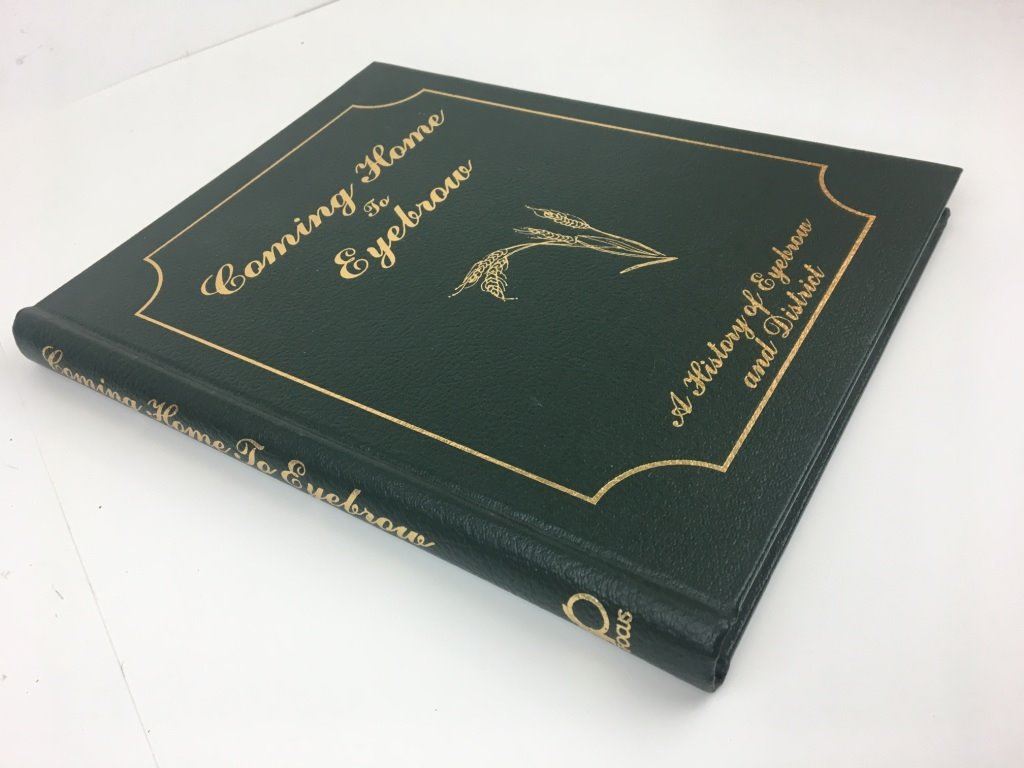 Coming Home
To
Eyebrow
A History of Eyebrow
and District
Coming Home To Eyebrow